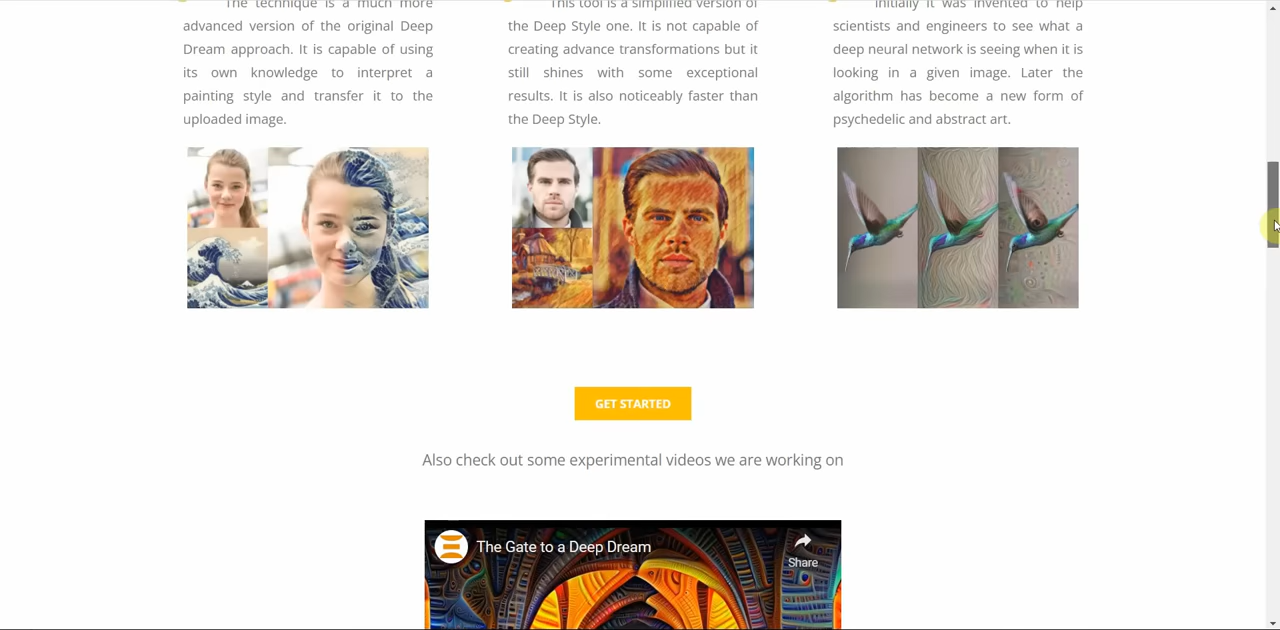 The technique is a much more
advanced version of the original Deep
Dream approach. It is capable of using
its own knowledge to interpret a
painting style and transfer it to the
uploaded image.
This tool is a simplified version of
the Deep Style one. It is not capable of
creating advance transformations but it
still shines with some exceptional
results. It is also noticeably faster than
the Deep Style.
Initially it was invented to help
scientists and engineers to see what a
deep neural network is seeing when it is
looking in a given image. Later the
algorithm has become a new form of
psychedelic and abstract art.
GET STARTED
Also check out some experimental videos we are working on
The Gate to a Deep Dream
Share